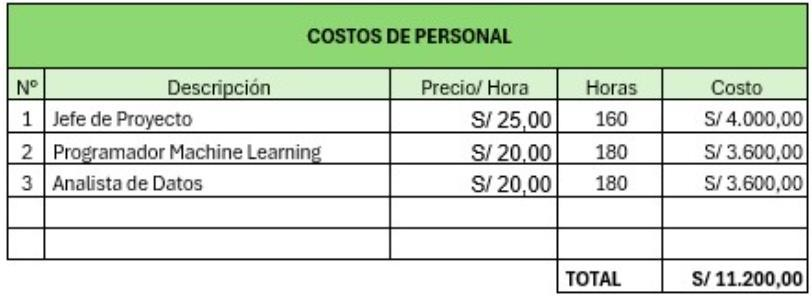 COSTOS DE PERSONAL
Nº Descripción Precio/ Hora Horas Costo
1 Jefe de Proyecto S/ 25,00 160 S/ 4.000,00
2 Programador Machine Learning S/ 20,00 180 S/ 3.600,00
3 Analista de Datos S/ 20,00 180 S/ 3.600,00
TOTAL S/ 11.200,00